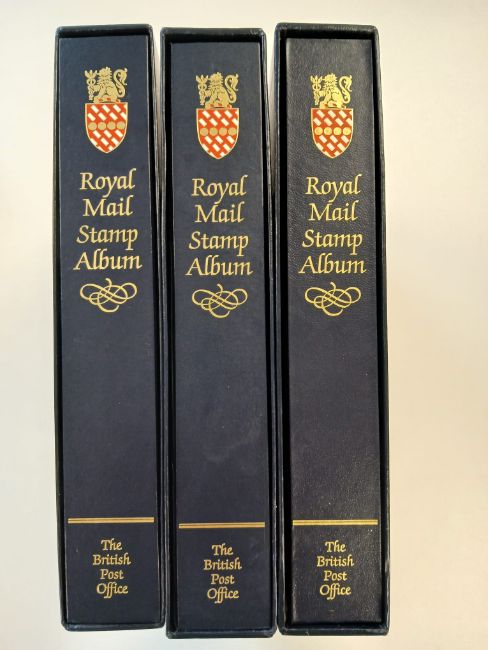 Royal
Mail
Stamp
Album
The
British
Post
Office
Royal
Mail
Stamp
Album
The
British
Post
Office
Royal
Mail
Stamp
Album
The
British
Post
Office